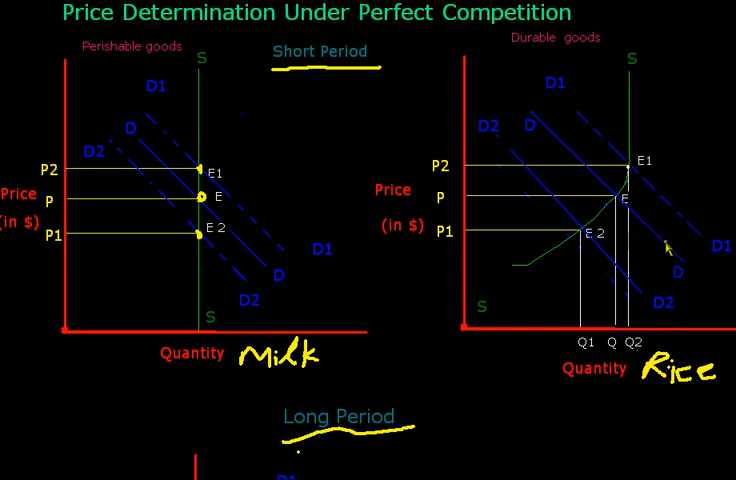 Price Determination Under Perfect Competition
Perishable goods
Short Period
Durable goods
S
D1
D
D2
P2
E1
Price
P
E
(in $)
P1
E 2
D1
D
D2
S
Quantity
Milk
S
D1
D2
D
P2
E1
Price
P
E
(in $)
P1
E 2
D1
D
D2
S
Q1
Q
Q2
Quantity
Rice
Long Period
D1